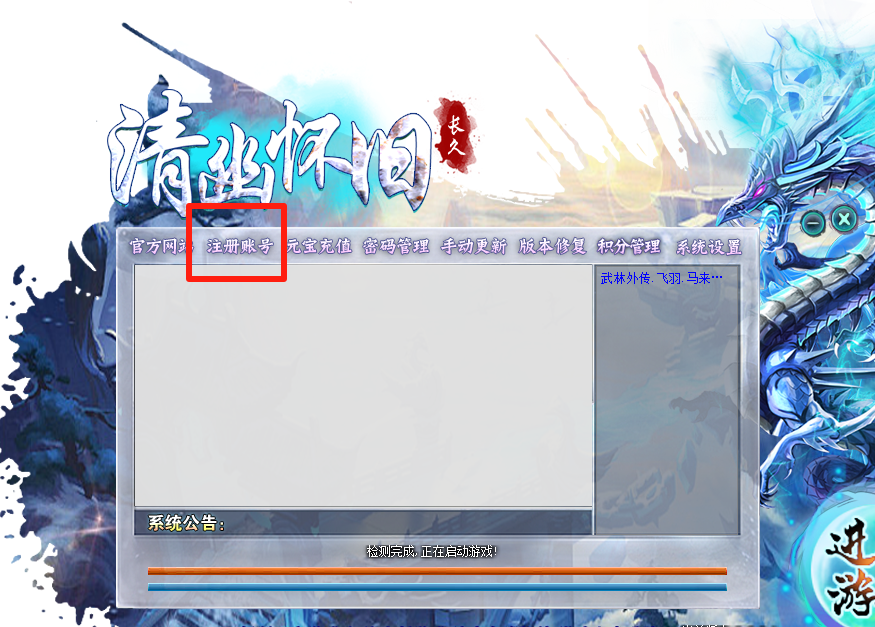 清幽怀旧
长久
官方网站 注册账号 元宝充值 密码管理 手动更新 版本修复 积分管理 系统设置
武林外传.飞羽.马来…
系统公告:
检测完成,正在启动游戏!
进
游